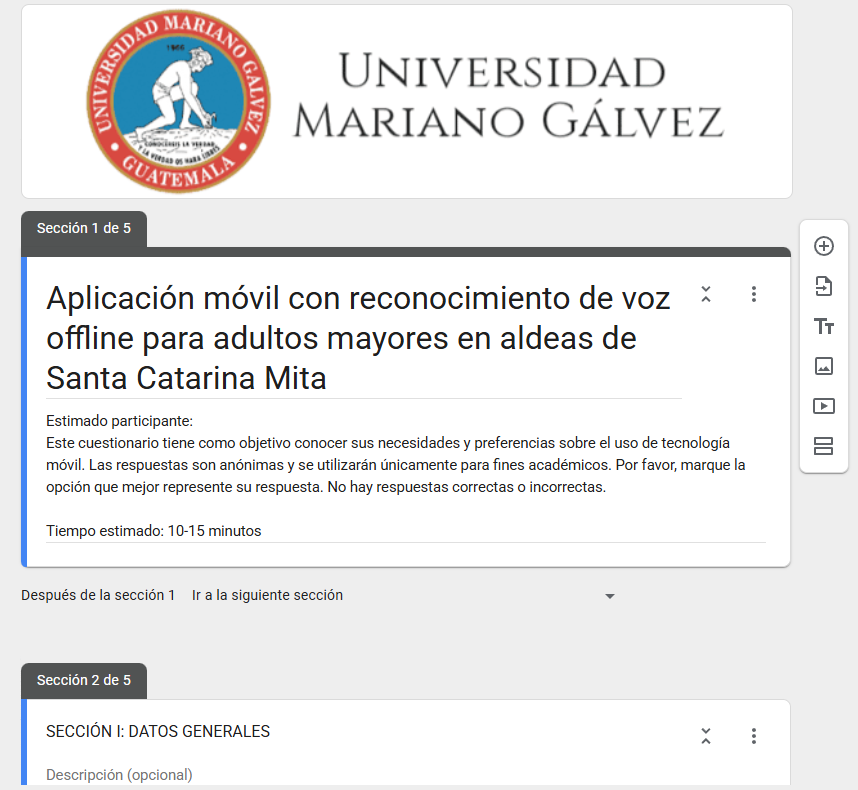 UNIVERSIDAD MARIANO GALVEZ
1966
CONOCEREIS LA VERDAD
Y LA VERDAD OS HARA LIBRES
GUATEMALA
UNIVERSIDAD
MARIANO GÁLVEZ
Sección 1 de 5
Aplicación móvil con reconocimiento de voz
offline para adultos mayores en aldeas de
Santa Catarina Mita
Estimado participante:
Este cuestionario tiene como objetivo conocer sus necesidades y preferencias sobre el uso de tecnología
móvil. Las respuestas son anónimas y se utilizarán únicamente para fines académicos. Por favor, marque la
opción que mejor represente su respuesta. No hay respuestas correctas o incorrectas.
Tiempo estimado: 10-15 minutos
Después de la sección 1 Ir a la siguiente sección
Sección 2 de 5
SECCIÓN I: DATOS GENERALES
Descripción (opcional)